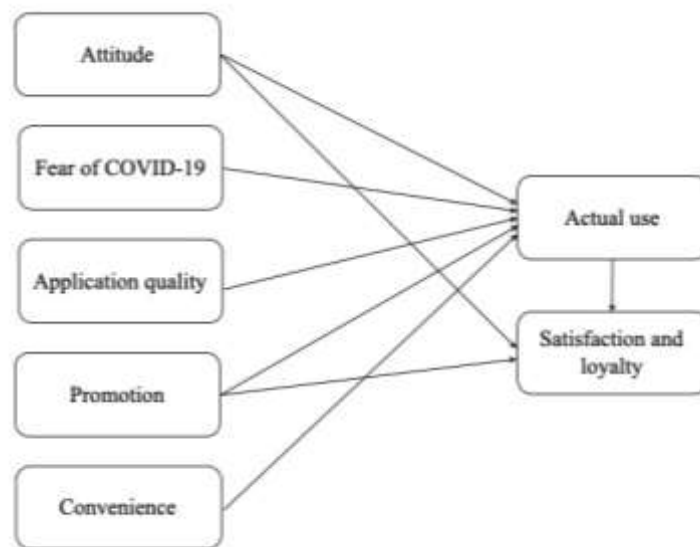 Attitude
Fear of COVID-19
Application quality
Promotion
Convenience
Actual use
Satisfaction and
loyalty